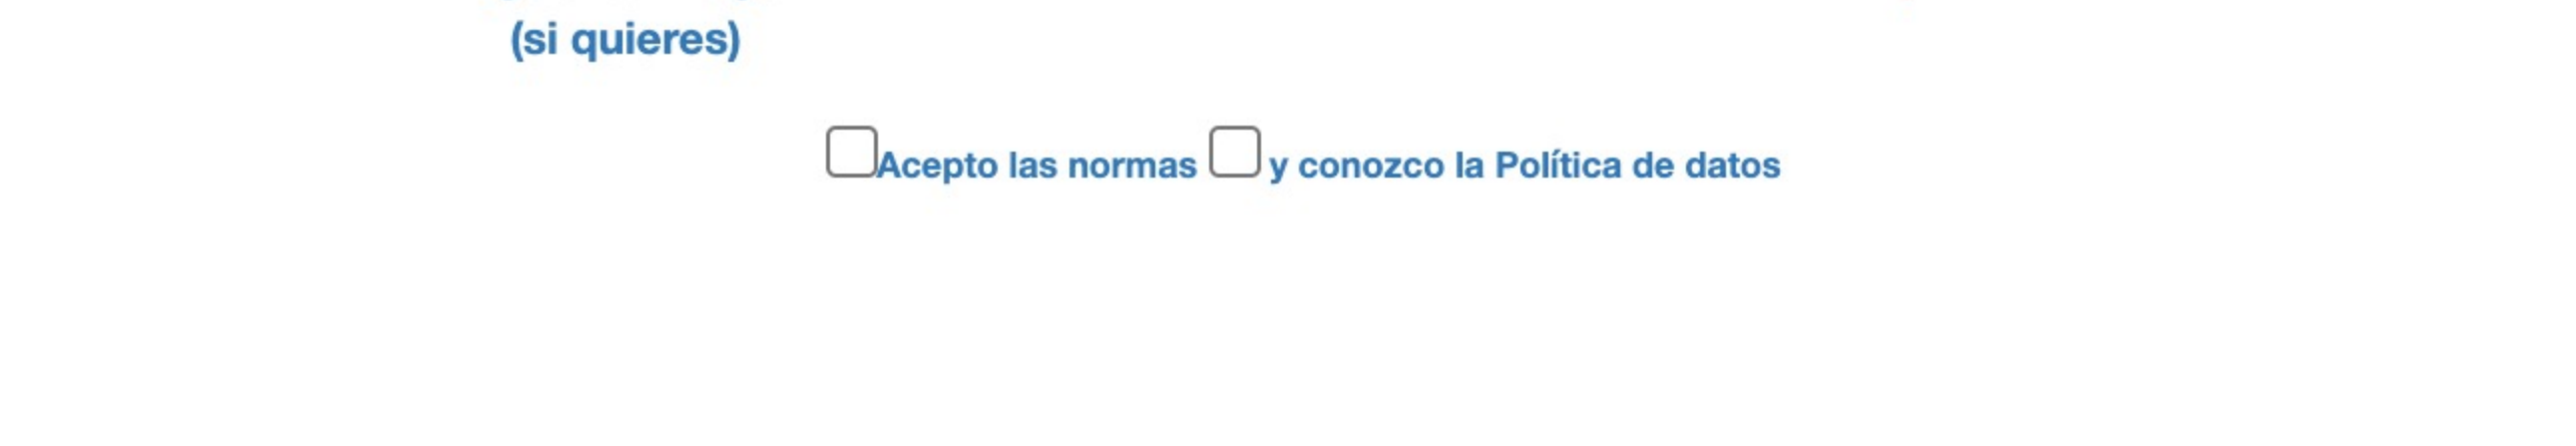 (si quieres)
Acepto las normas y conozco la Política de datos